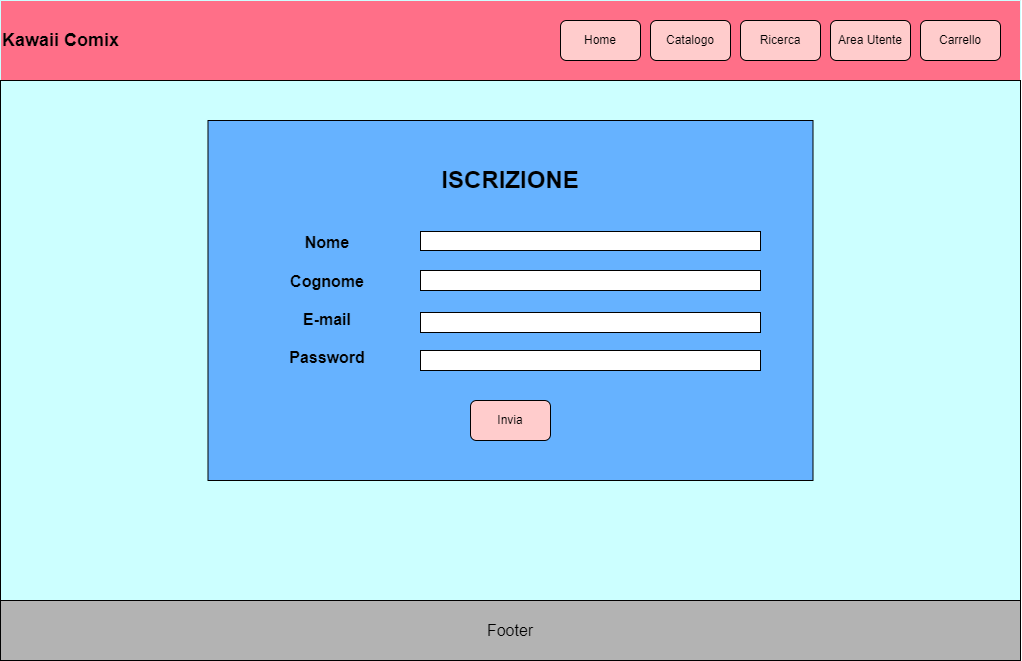 Kawaii Comix
Home
Catalogo
Ricerca
Area Utente
Carrello
ISCRIZIONE
Nome
Cognome
E-mail
Password
Invia
Footer